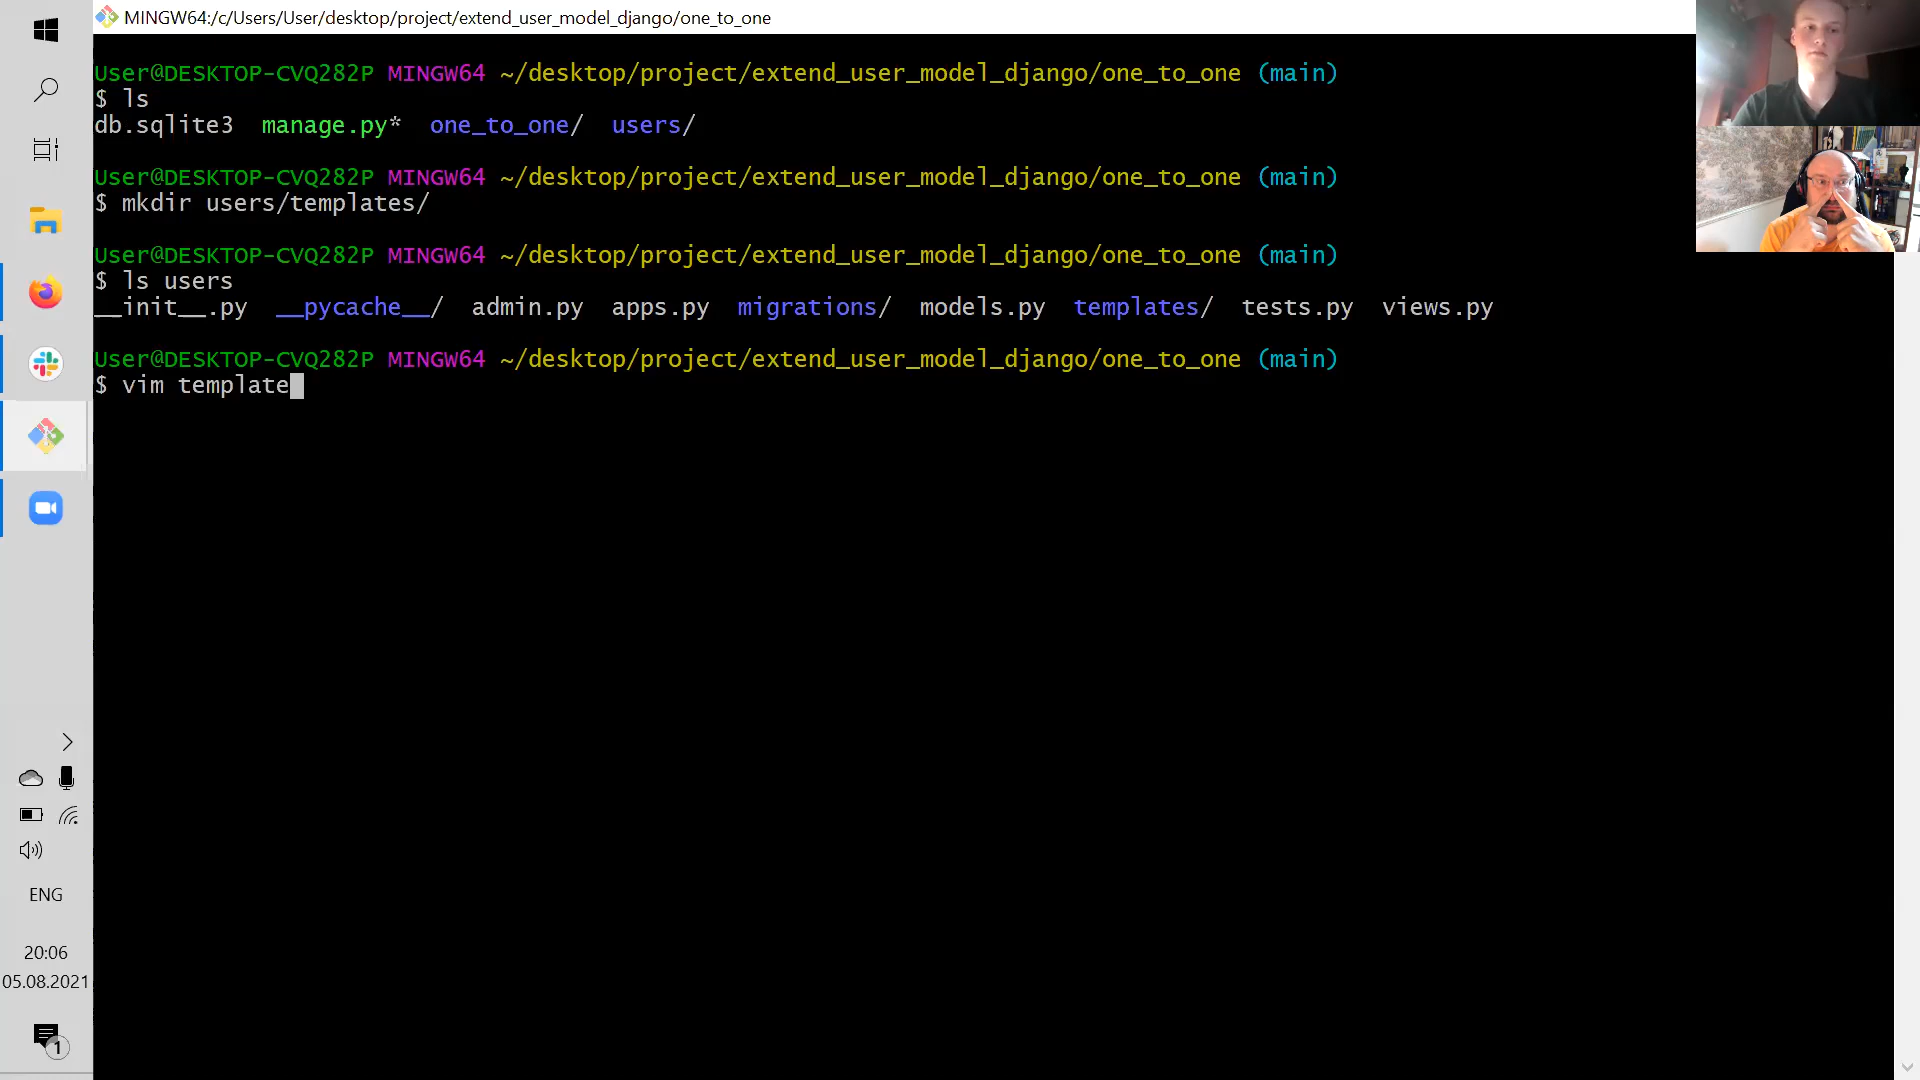 MINGW64:/c/Users/User/desktop/project/extend_user_model_django/one_to_one
User@DESKTOP-CVQ282P MINGW64 ~/desktop/project/extend_user_model_django/one_to_one (main)
$ ls
db.sqlite3 manage.py* one_to_one/ users/
User@DESKTOP-CVQ282P MINGW64 ~/desktop/project/extend_user_model_django/one_to_one (main)
$ mkdir users/templates/
User@DESKTOP-CVQ282P MINGW64 ~/desktop/project/extend_user_model_django/one_to_one (main)
$ ls users
__init__.py __pycache__/ admin.py apps.py migrations/ models.py templates/ tests.py views.py
User@DESKTOP-CVQ282P MINGW64 ~/desktop/project/extend_user_model_django/one_to_one (main)
$ vim template
ENG
20:06
05.08.2021
1